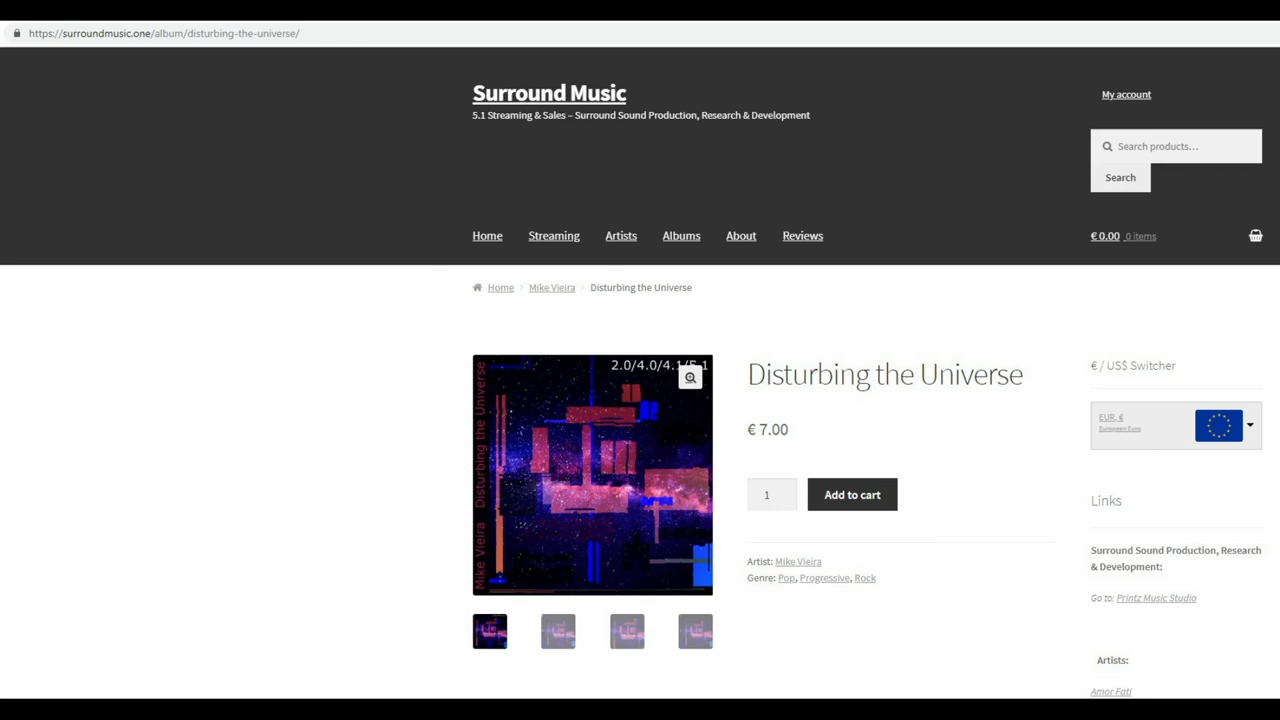 https://surroundmusic.one/album/disturbing-the-universe/
Surround Music
5.1 Streaming & Sales – Surround Sound Production, Research & Development
My account
Search products…
Search
Home Streaming Artists Albums About Reviews
€ 0.00 0 items
Home Mike Vieira Disturbing the Universe
2.0/4.0/4.1/5.1
Mike Vieira Disturbing the Universe
Disturbing the Universe
€ 7.00
1 Add to cart
Artist: Mike Vieira
Genre: Pop, Progressive, Rock
€ / US$ Switcher
EUR, €
European Euro
Links
Surround Sound Production, Research
& Development:
Go to: Printz Music Studio
Artists:
Amor Fati